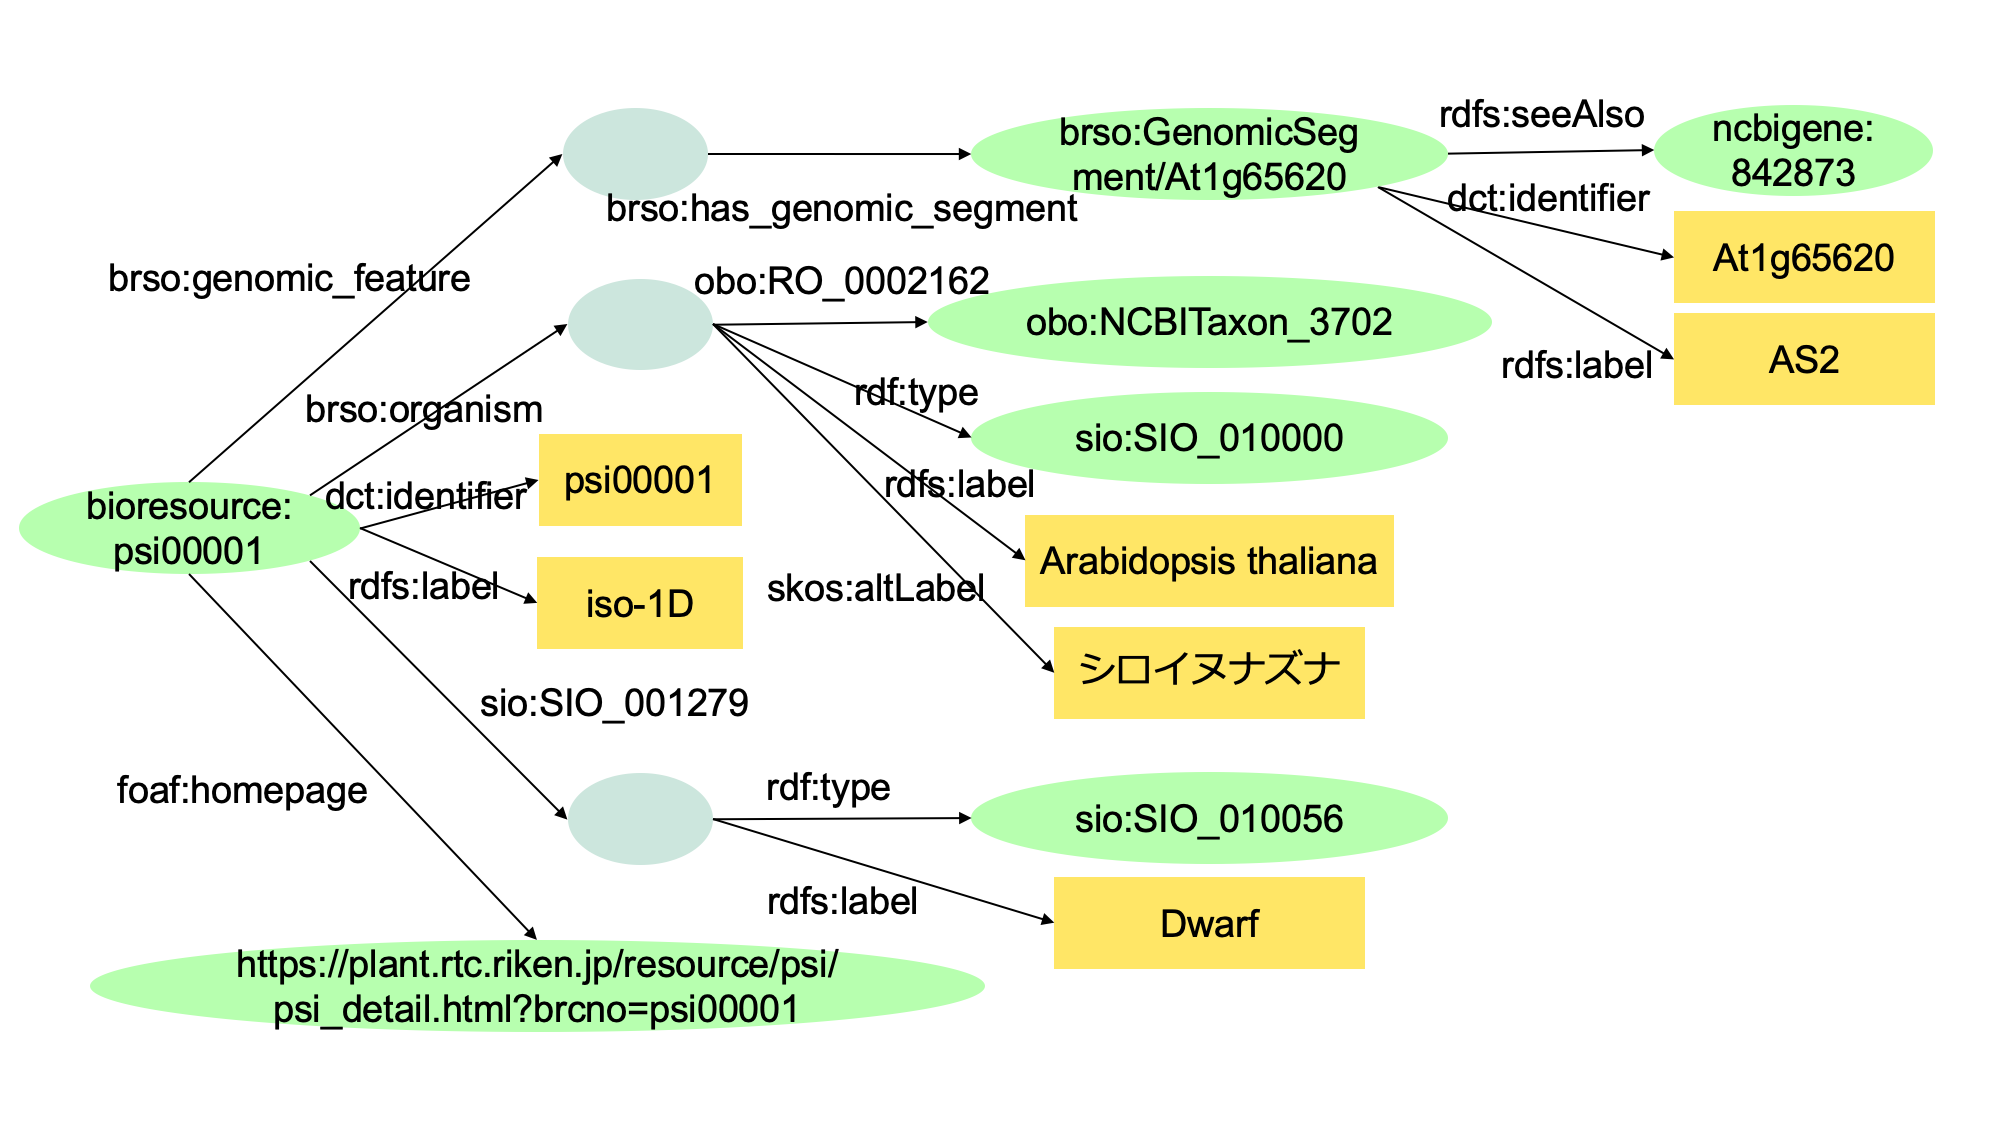 brso:GenomicSeg
ment/At1g65620
rdfs:seeAlso
ncbigene:
842873
brso:has_genomic_segment
dct:identifier
At1g65620
brso:genomic_feature
obo:RO_0002162
obo:NCBITaxon_3702
rdfs:label
AS2
brso:organism
rdf:type
sio:SIO_010000
bioresource:
psi00001
dct:identifier
psi00001
rdfs:label
Arabidopsis thaliana
rdfs:label
iso-1D
skos:altLabel
シロイヌナズナ
sio:SIO_001279
foaf:homepage
rdf:type
sio:SIO_010056
rdfs:label
Dwarf
https://plant.rtc.riken.jp/resource/psi/
psi_detail.html?brcno=psi00001